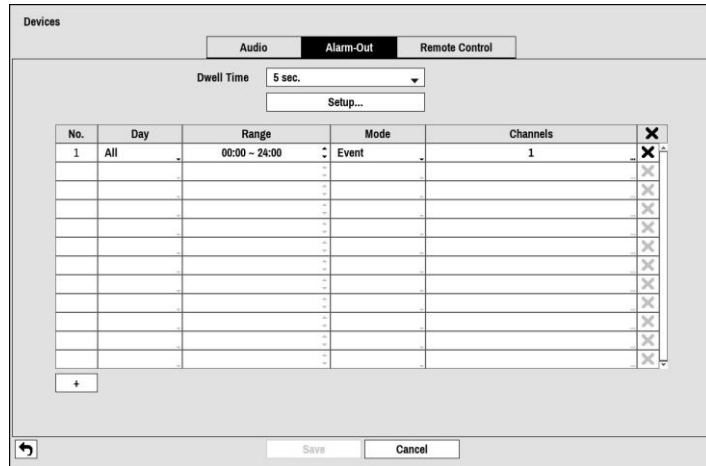 Devices
Audio Alarm-Out Remote Control
Dwell Time 5 sec.
Setup...
No. Day Range Mode Channels
1 All 00:00 ~ 24:00 Event 1 ...
+
Save Cancel